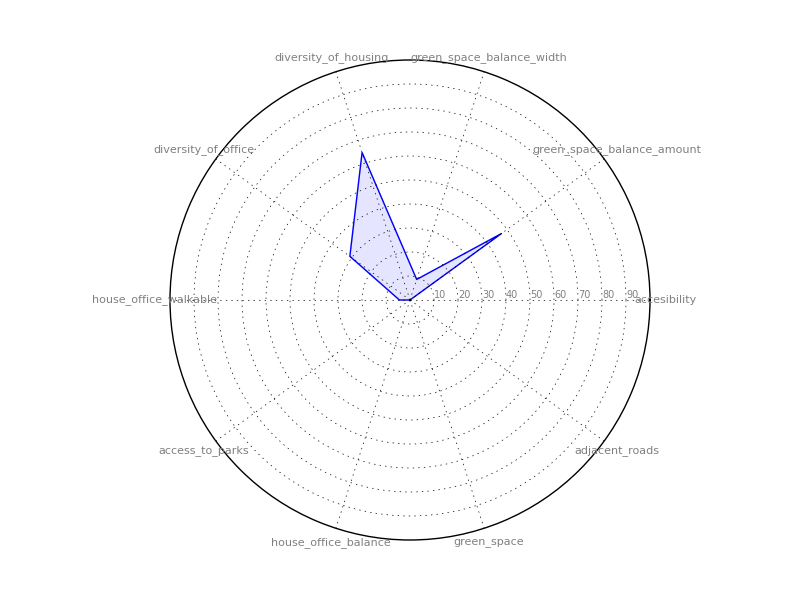 diversity_of_housing
green_space_balance_width
diversity_of_office
green_space_balance_amount
house_office_walkable
10 20 30 40 50 60 70 80 90
accesibility
access_to_parks
adjacent_roads
house_office_balance
green_space